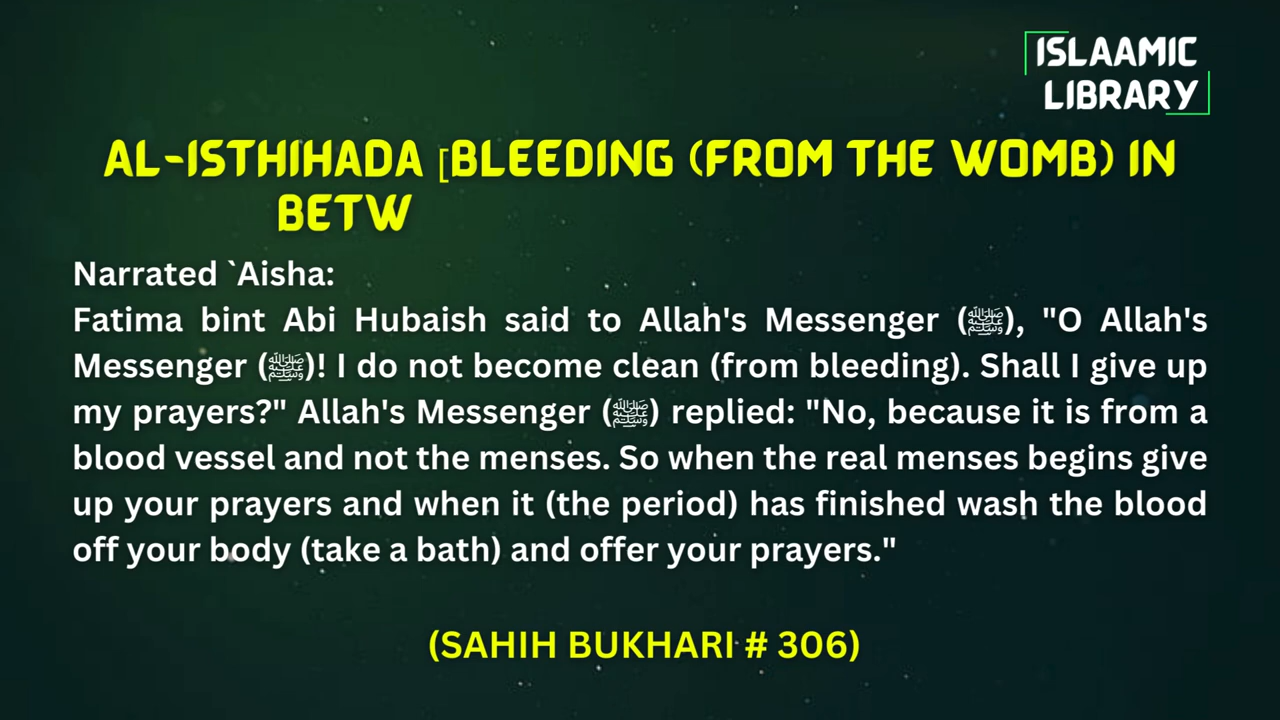 ISLAAMIC
LIBRARY
AL-ISTHIHADA [BLEEDING (FROM THE WOMB) IN
BETW
Narrated `Aisha:
Fatima bint Abi Hubaish said to Allah's Messenger (ﷺ), "O Allah's
Messenger (ﷺ)! I do not become clean (from bleeding). Shall I give up
my prayers?" Allah's Messenger (ﷺ) replied: "No, because it is from a
blood vessel and not the menses. So when the real menses begins give
up your prayers and when it (the period) has finished wash the blood
off your body (take a bath) and offer your prayers."
(SAHIH BUKHARI # 306)